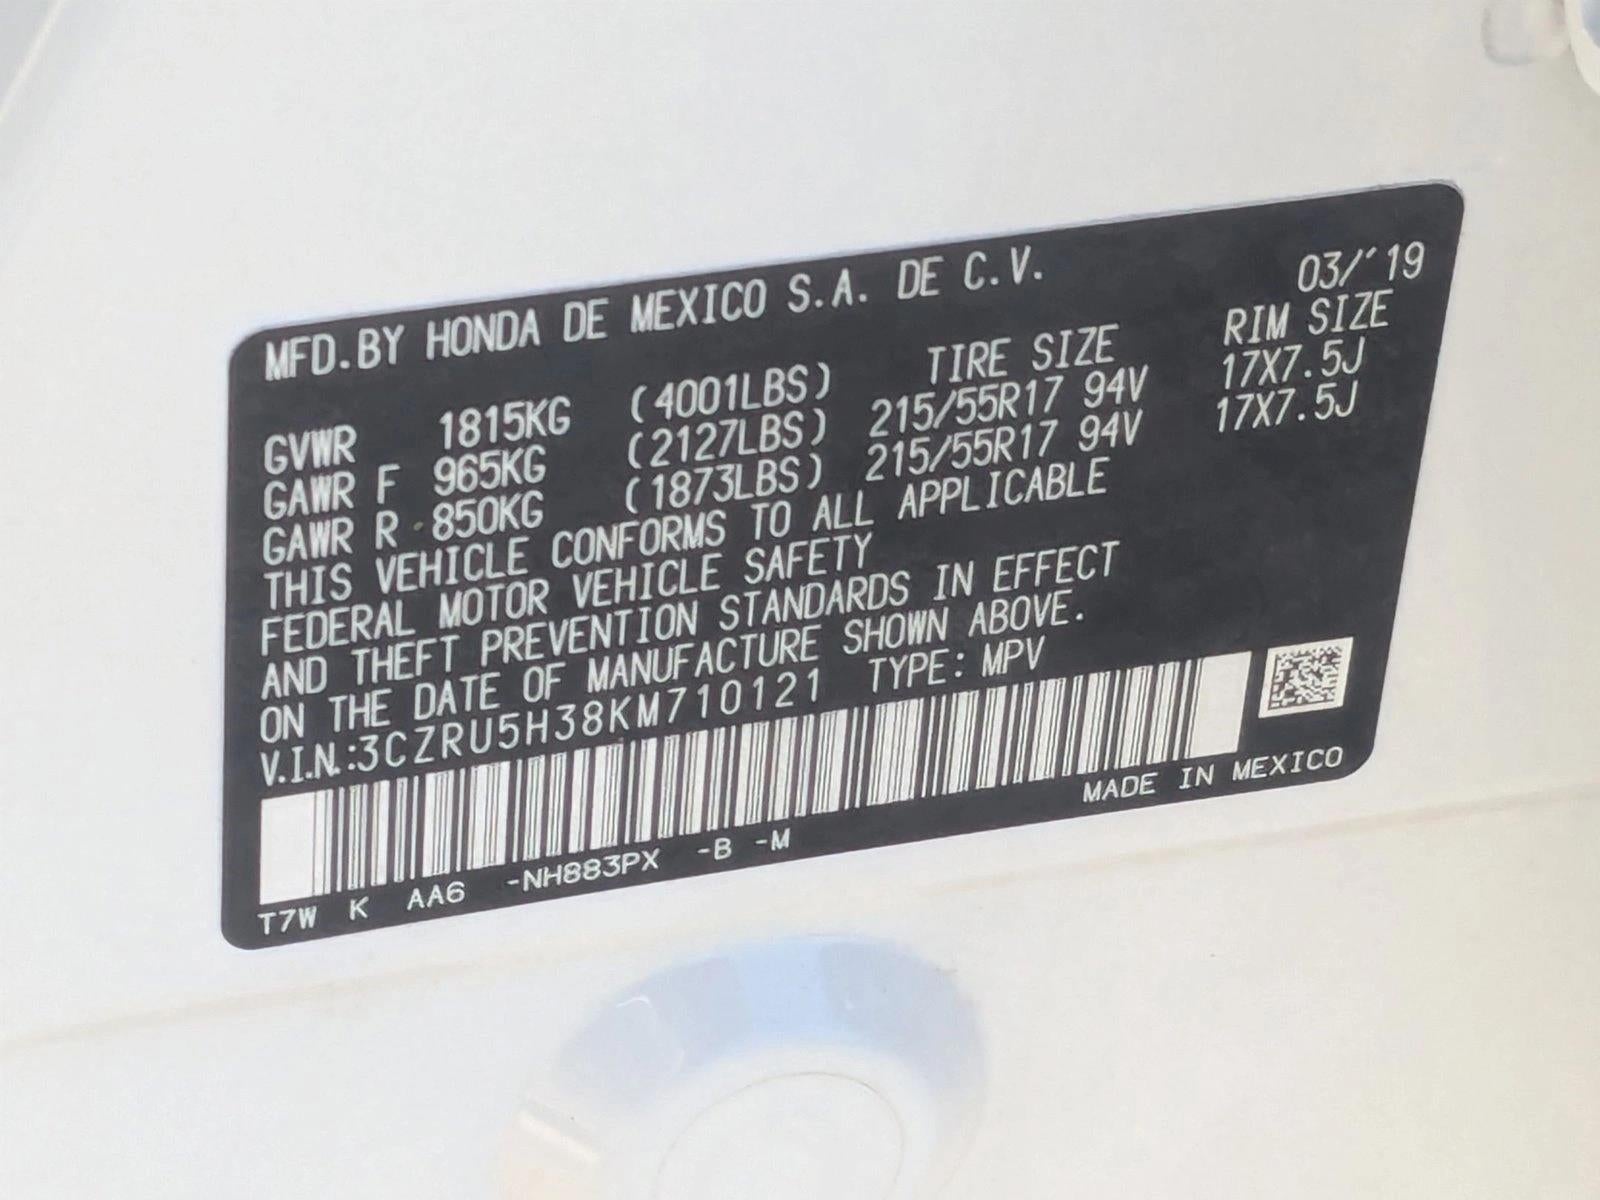 MFD.BY HONDA DE MEXICO S.A. DE C.V. 03/'19
TIRE SIZE RIM SIZE
GVWR 1815KG (4001LBS) 215/55R17 94V 17X7.5J
GAWR F 965KG (2127LBS) 215/55R17 94V 17X7.5J
GAWR R 850KG (1873LBS)
THIS VEHICLE CONFORMS TO ALL APPLICABLE
FEDERAL MOTOR VEHICLE SAFETY
AND THEFT PREVENTION STANDARDS IN EFFECT
ON THE DATE OF MANUFACTURE SHOWN ABOVE.
V.I.N.:3CZRU5H38KM710121 TYPE: MPV
MADE IN MEXICO
T7W K AA6 -NH883PX -B -M